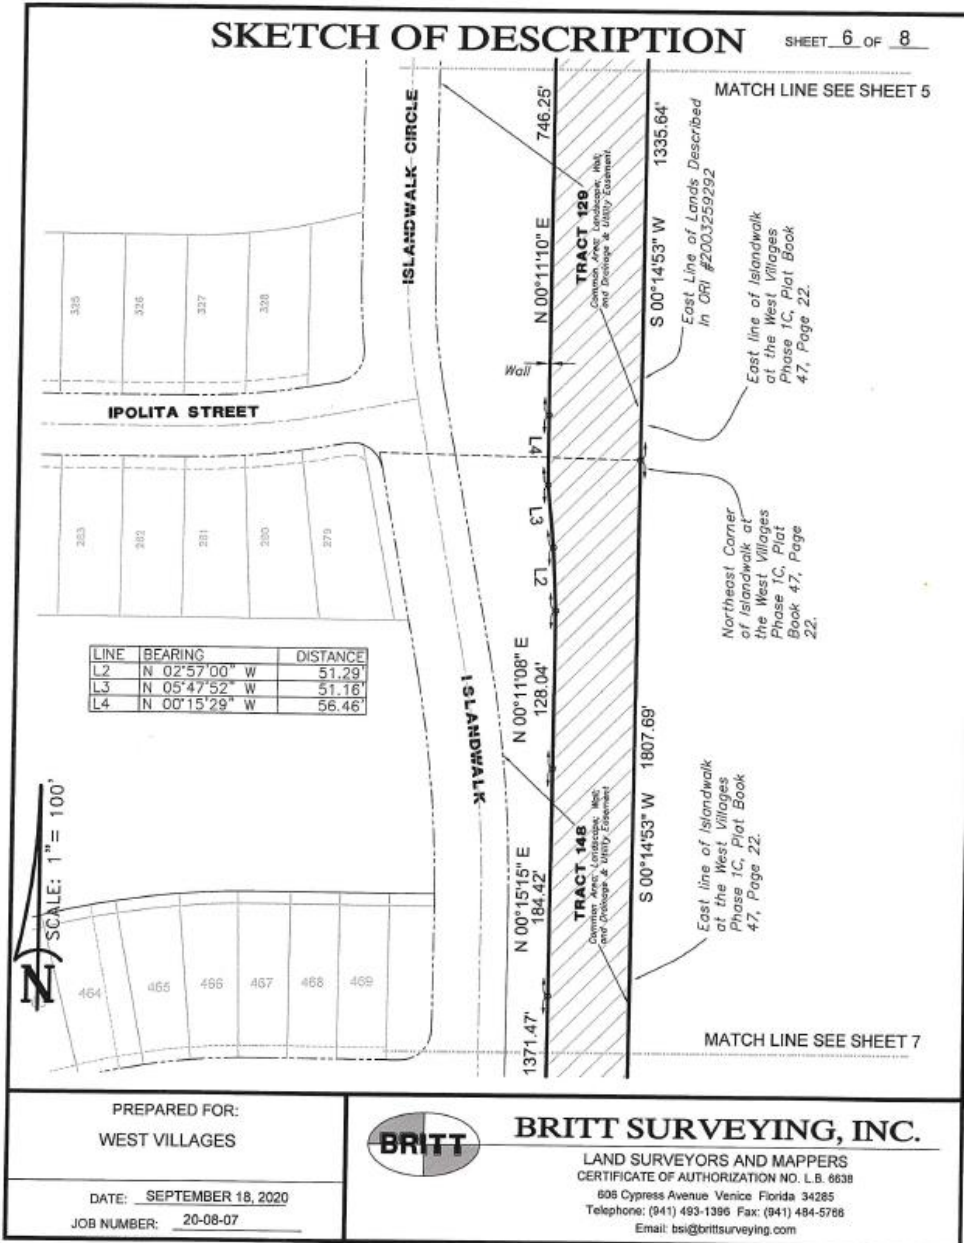 SKETCH OF DESCRIPTION
SHEET 6 OF 8
MATCH LINE SEE SHEET 5
ISLANDWALK CIRCLE
746.25'
N 00°11'10" E
TRACT 129
Common Area; Landscape; Wall;
and Drainage & Utility Easement
1335.64'
S 00°14'53" W
East Line of Lands Described
In ORI #2003259292
East line of Islandwalk
at the West Villages
Phase 1C, Plat Book
47, Page 22.
325
326
327
328
Wall
IPOLITA STREET
L4
L3
L2
283
282
281
280
279
Northeast Corner
of Islandwalk at
the West Villages
Phase 1C, Plat
Book 47, Page
22.
LINE BEARING DISTANCE
L2 N 02°57'00" W 51.29'
L3 N 05°47'52" W 51.16'
L4 N 00°15'29" W 56.46'
ISLANDWALK
N 00°11'08" E
128.04'
S 00°14'53" W 1807.69'
East line of Islandwalk
at the West Villages
Phase 1C, Plat Book
47, Page 22.
TRACT 148
Common Area; Landscape; Wall;
and Drainage & Utility Easement
N 00°15'15" E
184.42'
1371.47'
SCALE: 1" = 100'
N
464
465
466
467
468
469
MATCH LINE SEE SHEET 7
PREPARED FOR:
WEST VILLAGES
DATE: SEPTEMBER 18, 2020
JOB NUMBER: 20-08-07
BRITT
BRITT SURVEYING, INC.
LAND SURVEYORS AND MAPPERS
CERTIFICATE OF AUTHORIZATION NO. L.B. 6638
606 Cypress Avenue Venice Florida 34285
Telephone: (941) 493-1396 Fax: (941) 484-5766
Email: bsi@brittsurveying.com